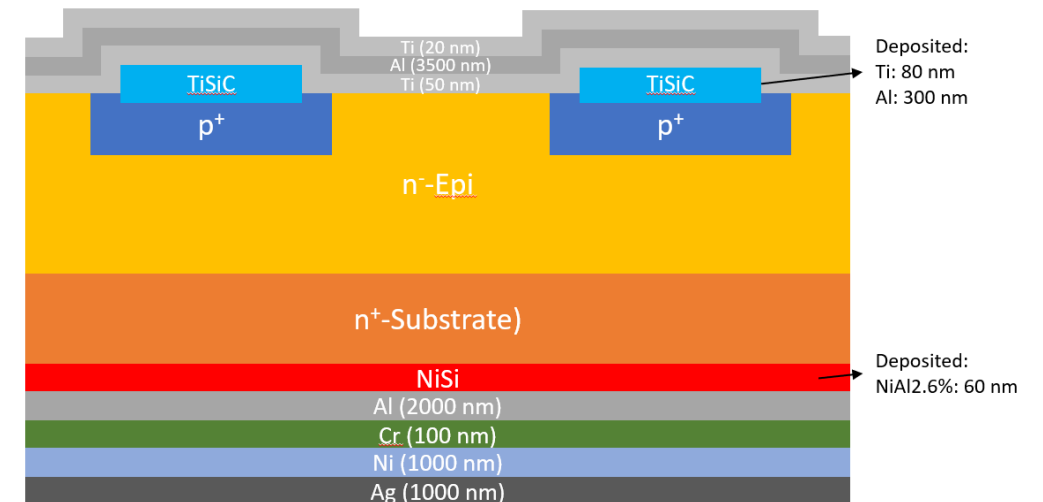 Ti (20 nm)
Al (3500 nm)
Ti (50 nm)
TiSiC
TiSiC
Deposited:
Ti: 80 nm
Al: 300 nm
p⁺
p⁺
n⁻-Epi
n⁺-Substrate)
NiSi
Deposited:
NiAl2.6%: 60 nm
Al (2000 nm)
Cr (100 nm)
Ni (1000 nm)
Ag (1000 nm)